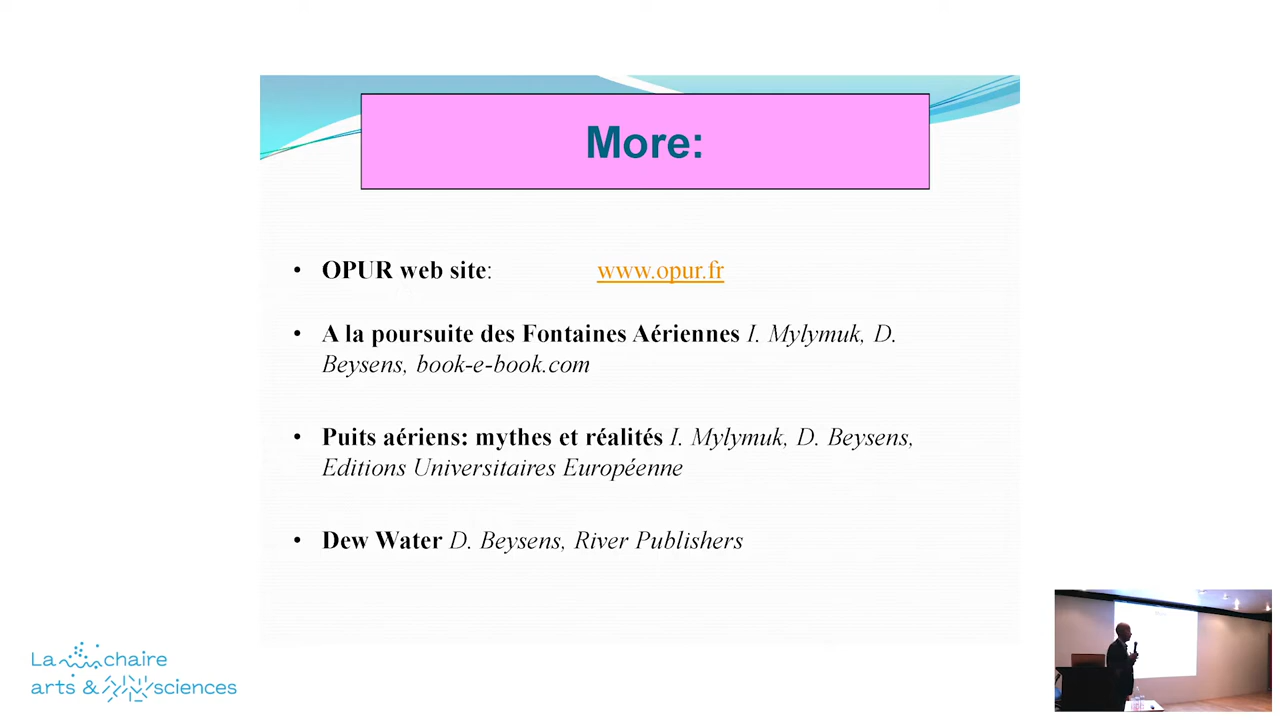 More:
• OPUR web site: www.opur.fr
• A la poursuite des Fontaines Aériennes I. Mylymuk, D.
Beysens, book-e-book.com
• Puits aériens: mythes et réalités I. Mylymuk, D. Beysens,
Editions Universitaires Européenne
• Dew Water D. Beysens, River Publishers
La chaire
arts & sciences